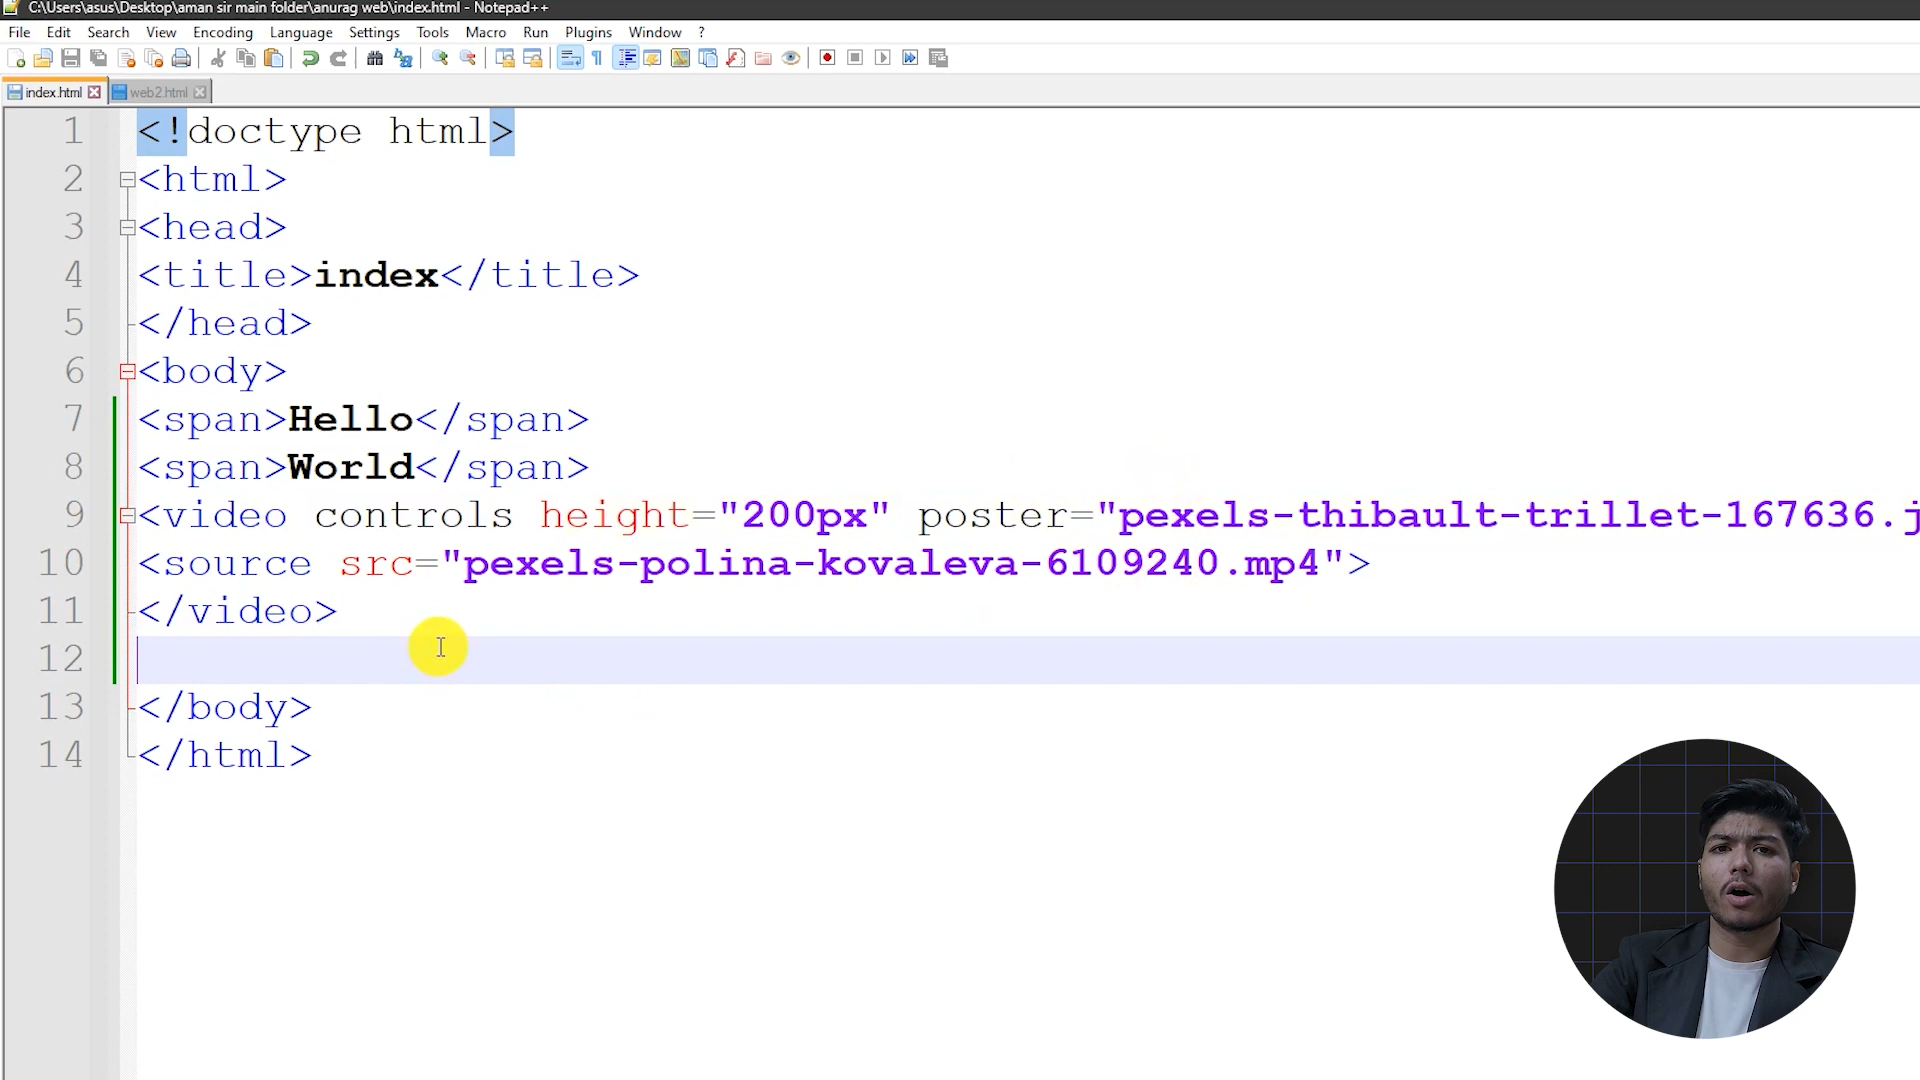 C:\Users\asus\Desktop\aman sir main folder\anurag web\index.html - Notepad++
File Edit Search View Encoding Language Settings Tools Macro Run Plugins Window ?
index.html web2.html
1 <!doctype html>
2 <html>
3 <head>
4 <title>index</title>
5 </head>
6 <body>
7 <span>Hello</span>
8 <span>World</span>
9 <video controls height="200px" poster="pexels-thibault-trillet-167636.j
10 <source src="pexels-polina-kovaleva-6109240.mp4">
11 </video>
12
13 </body>
14 </html>